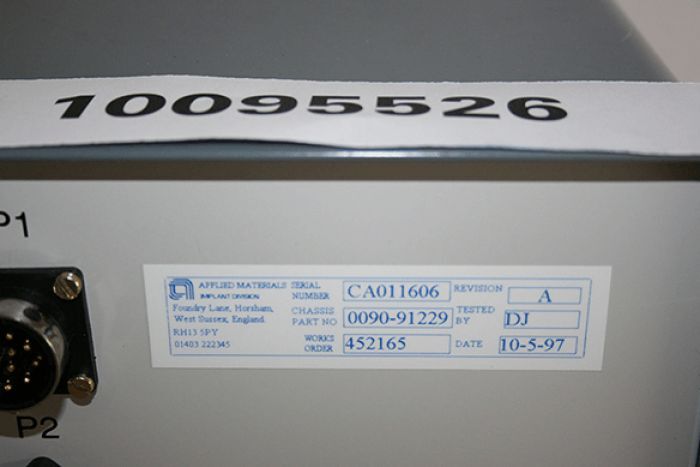 10095526
P1
APPLIED MATERIALS
IMPLANT DIVISION
Foundry Lane, Horsham,
West Sussex, England.
RH13 5PY
01403 222345
SERIAL NUMBER CA011606
REVISION A
CHASSIS PART NO 0090-91229
TESTED BY DJ
WORKS ORDER 452165
DATE 10-5-97
P2